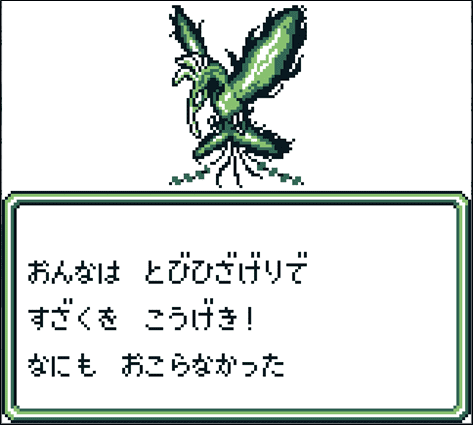 おんなは　とびひざげりで
すざくを　こうげき！
なにも　おこらなかった